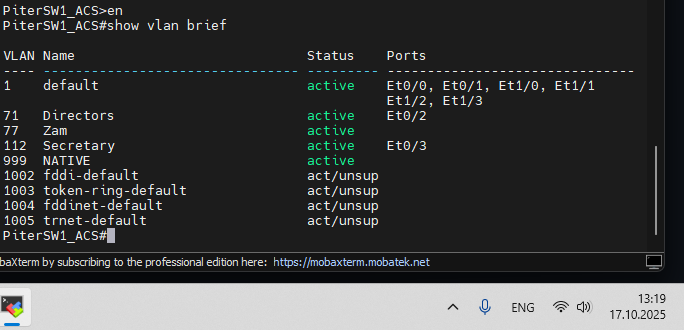 PiterSW1_ACS>en
PiterSW1_ACS#show vlan brief
VLAN Name                             Status    Ports
---- -------------------------------- --------- -------------------------------
1    default                          active    Et0/0, Et0/1, Et1/0, Et1/1
                                                Et1/2, Et1/3
71   Directors                        active    Et0/2
77   Zam                              active
112  Secretary                        active    Et0/3
999  NATIVE                           active
1002 fddi-default                     act/unsup
1003 token-ring-default               act/unsup
1004 fddinet-default                  act/unsup
1005 trnet-default                    act/unsup
PiterSW1_ACS#
baXterm by subscribing to the professional edition here: https://mobaxterm.mobatek.net
ENG
13:19
17.10.2025